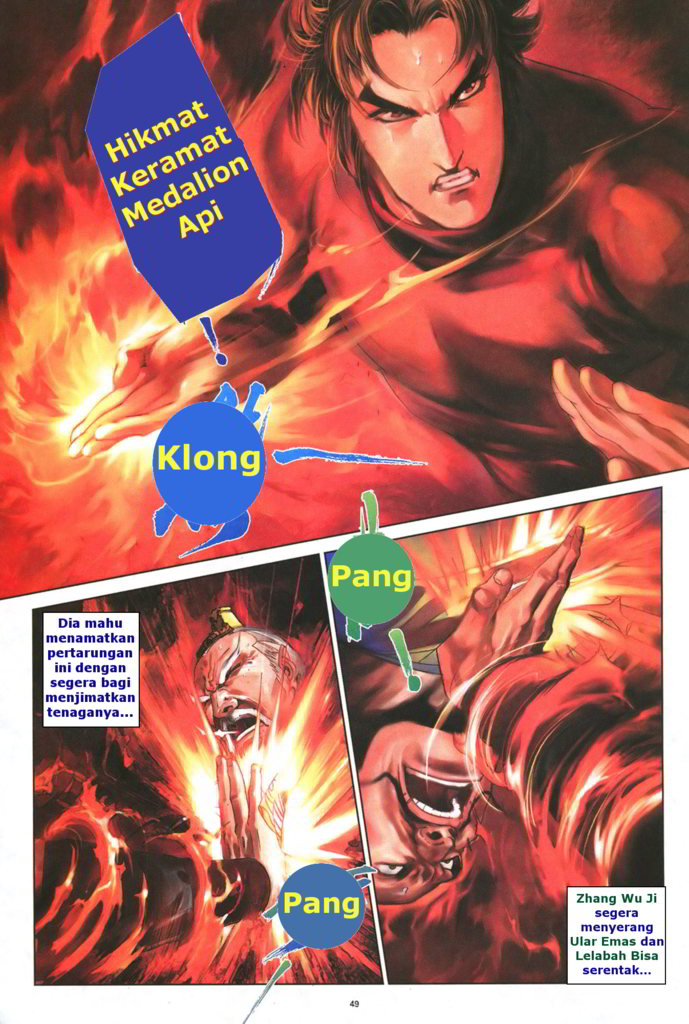 Hikmat
Keramat
Medalion
Api
!
Klong
Pang
!
Dia mahu
menamatkan
pertarungan
ini dengan
segera bagi
menjimatkan
tenaganya...
Pang
Zhang Wu Ji
segera
menyerang
Ular Emas dan
Lelabah Bisa
serentak...
49